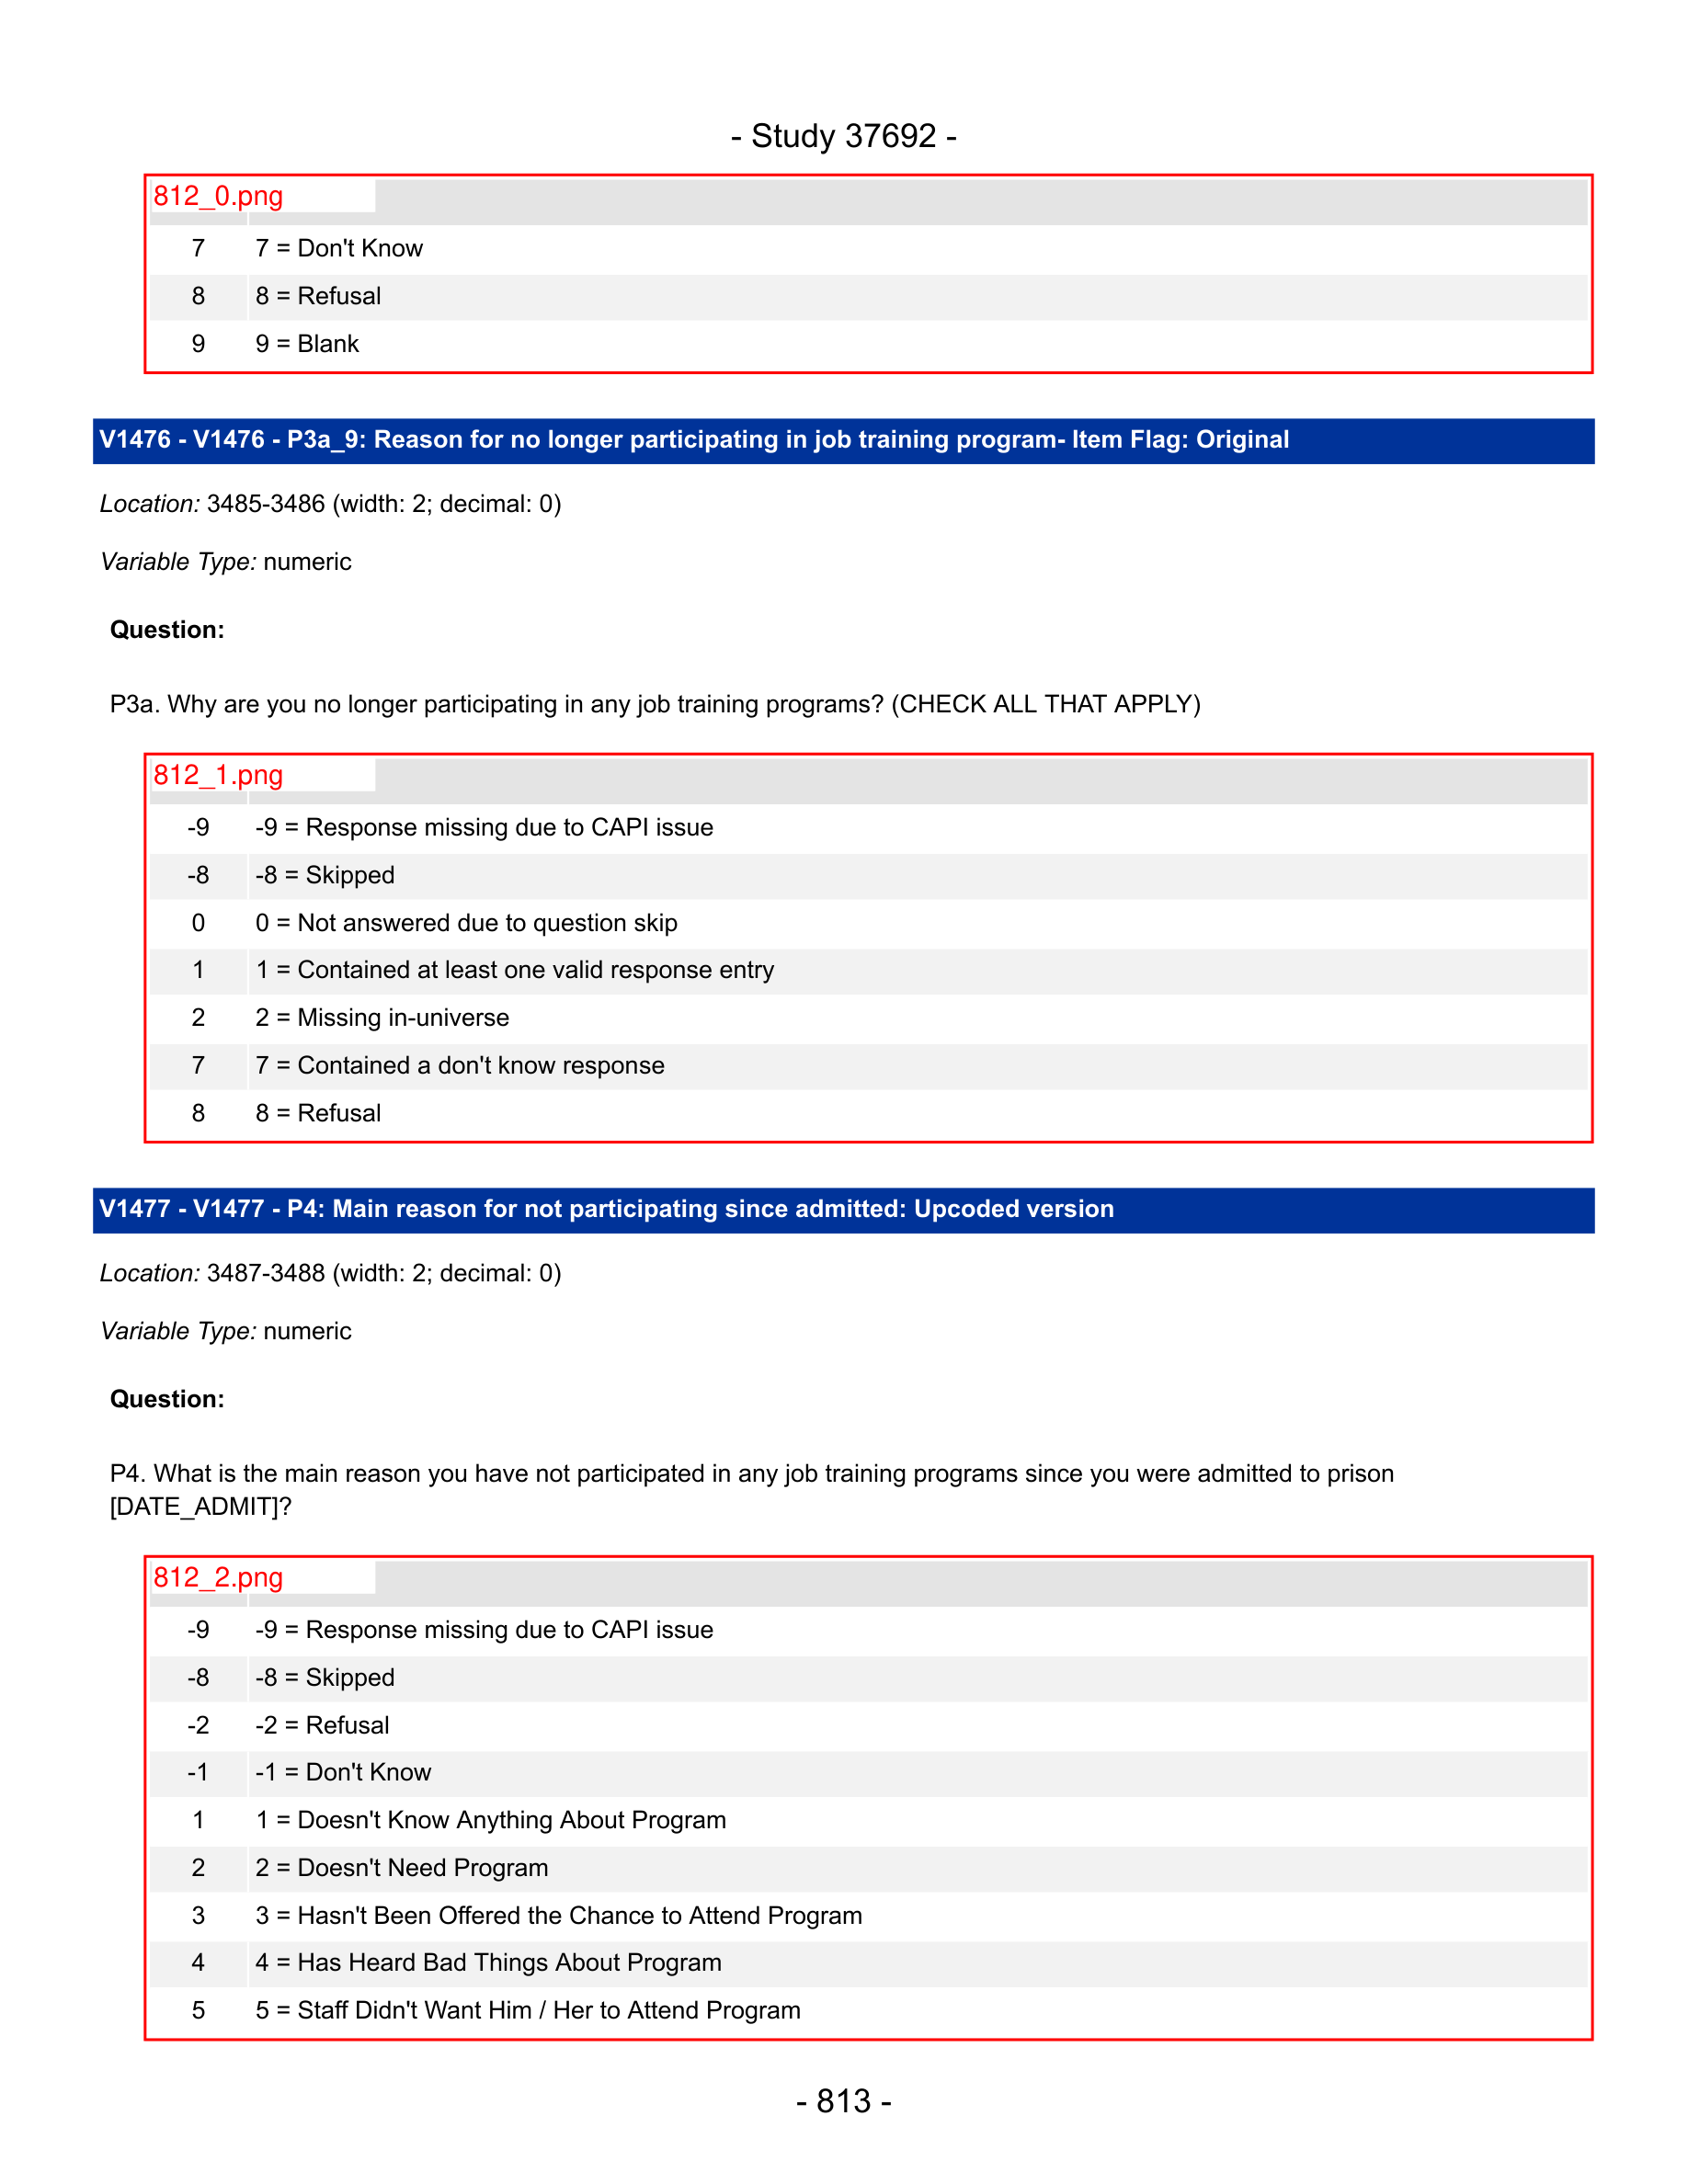 - Study 37692 -
812_0.png
7 7 = Don't Know
8 8 = Refusal
9 9 = Blank
V1476 - V1476 - P3a_9: Reason for no longer participating in job training program- Item Flag: Original
Location: 3485-3486 (width: 2; decimal: 0)
Variable Type: numeric
Question:
P3a. Why are you no longer participating in any job training programs? (CHECK ALL THAT APPLY)
812_1.png
-9 -9 = Response missing due to CAPI issue
-8 -8 = Skipped
0 0 = Not answered due to question skip
1 1 = Contained at least one valid response entry
2 2 = Missing in-universe
7 7 = Contained a don't know response
8 8 = Refusal
V1477 - V1477 - P4: Main reason for not participating since admitted: Upcoded version
Location: 3487-3488 (width: 2; decimal: 0)
Variable Type: numeric
Question:
P4. What is the main reason you have not participated in any job training programs since you were admitted to prison
[DATE_ADMIT]?
812_2.png
-9 -9 = Response missing due to CAPI issue
-8 -8 = Skipped
-2 -2 = Refusal
-1 -1 = Don't Know
1 1 = Doesn't Know Anything About Program
2 2 = Doesn't Need Program
3 3 = Hasn't Been Offered the Chance to Attend Program
4 4 = Has Heard Bad Things About Program
5 5 = Staff Didn't Want Him / Her to Attend Program
- 813 -